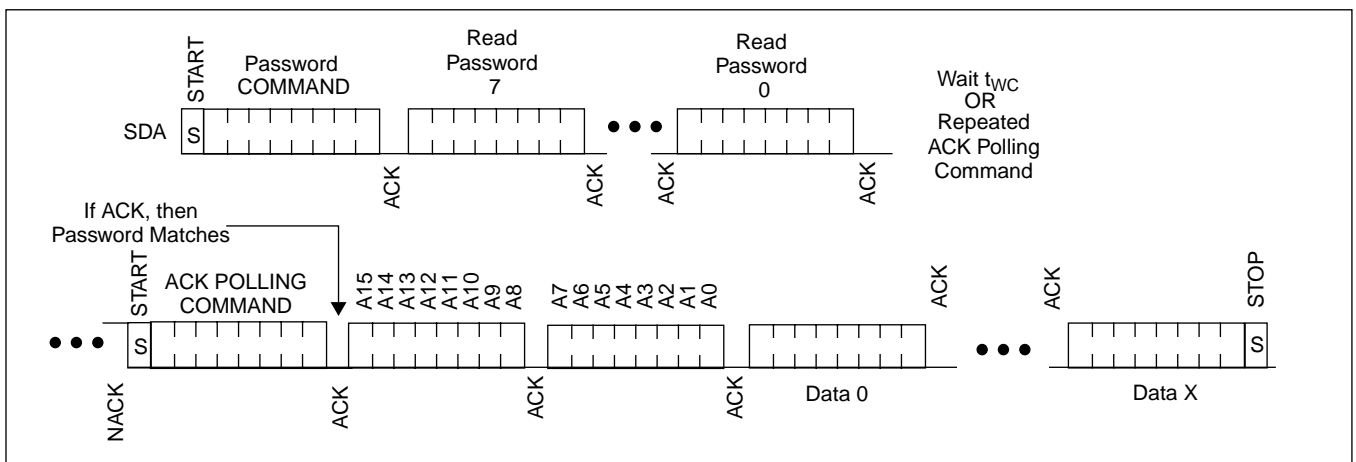 START
Password
COMMAND
Read
Password
7
Read
Password
0
Wait tWC
OR
Repeated
ACK Polling
Command
SDA
S
ACK
ACK
ACK
ACK
If ACK, then
Password Matches
START
ACK POLLING
COMMAND
A15
A14
A13
A12
A11
A10
A9
A8
A7
A6
A5
A4
A3
A2
A1
A0
ACK
ACK
STOP
S
S
NACK
ACK
ACK
ACK
Data 0
Data X